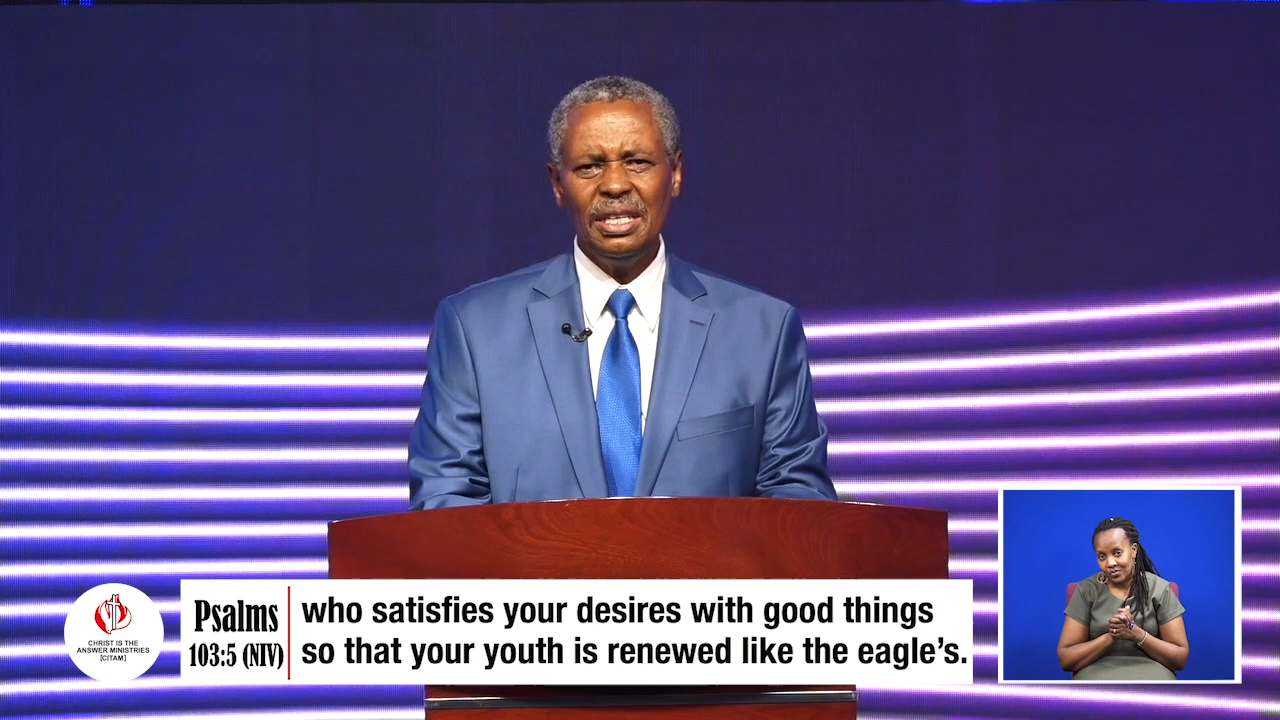 CHRIST IS THE
ANSWER MINISTRIES
[CITAM]
Psalms
103:5 (NIV)
who satisfies your desires with good things
so that your youth is renewed like the eagle's.